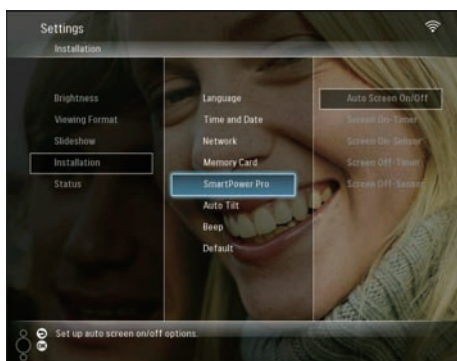 Settings
Installation
Brightness
Viewing Format
Slideshow
Installation
Status
Language
Time and Date
Network
Memory Card
SmartPower Pro
Auto Tilt
Beep
Default
Auto Screen On/Off
Screen On-Timer
Screen On-Sensor
Screen Off-Timer
Screen Off-Sensor
Set up auto screen on/off options.
OK